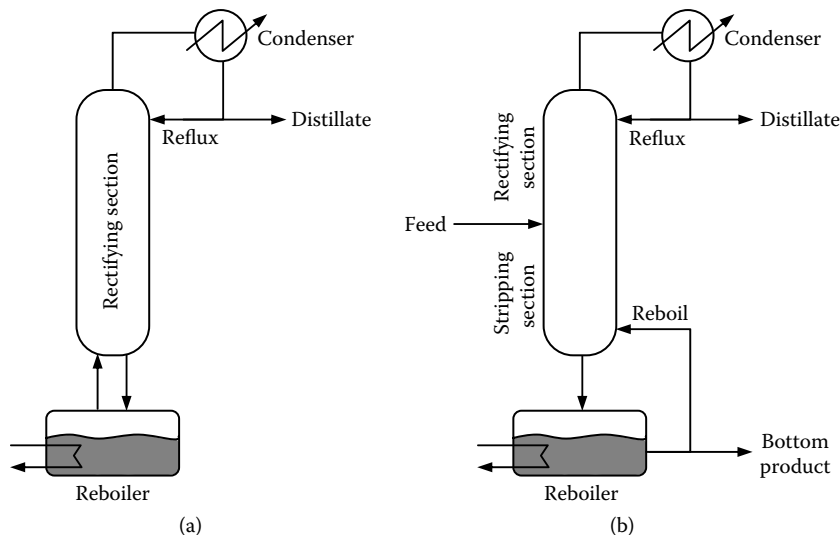 Condenser
Reflux
Distillate
Rectifying section
Reboiler
(a)
Condenser
Reflux
Distillate
Rectifying
section
Feed
Stripping
section
Reboil
Bottom
product
Reboiler
(b)